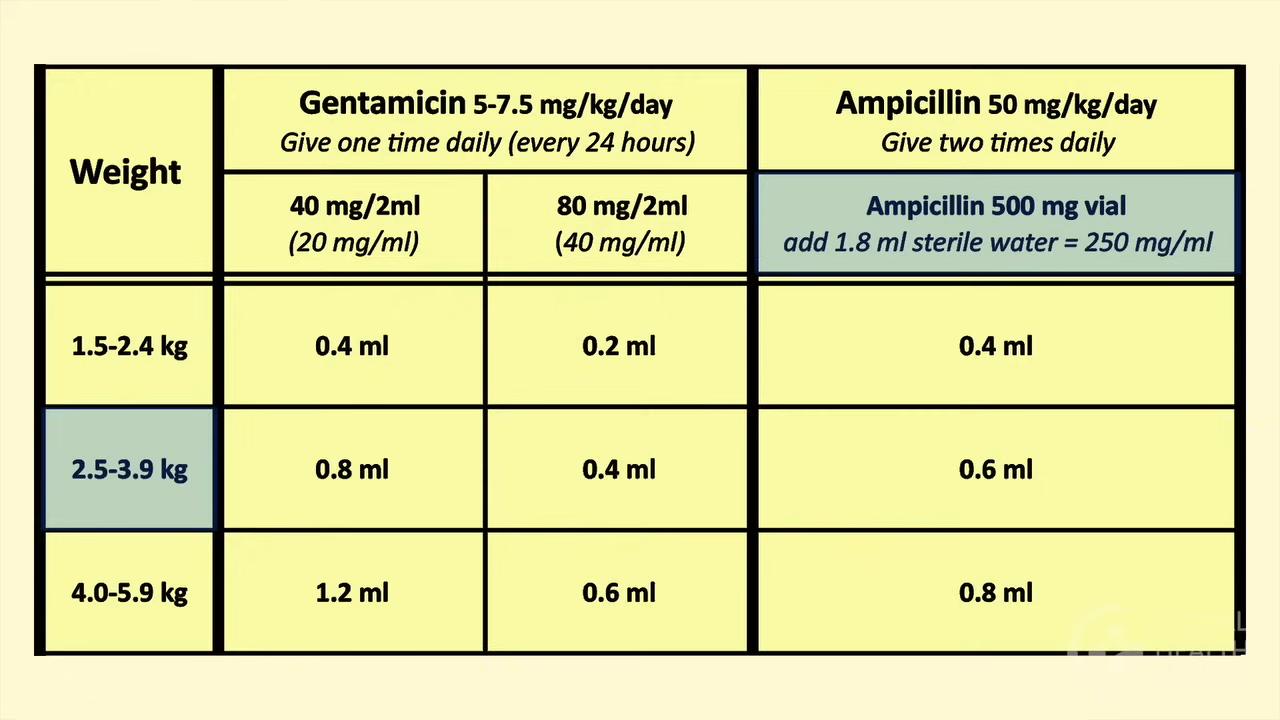 Weight
Gentamicin 5-7.5 mg/kg/day
Give one time daily (every 24 hours)
Ampicillin 50 mg/kg/day
Give two times daily
40 mg/2ml
(20 mg/ml)
80 mg/2ml
(40 mg/ml)
Ampicillin 500 mg vial
add 1.8 ml sterile water = 250 mg/ml
1.5-2.4 kg
0.4 ml
0.2 ml
0.4 ml
2.5-3.9 kg
0.8 ml
0.4 ml
0.6 ml
4.0-5.9 kg
1.2 ml
0.6 ml
0.8 ml